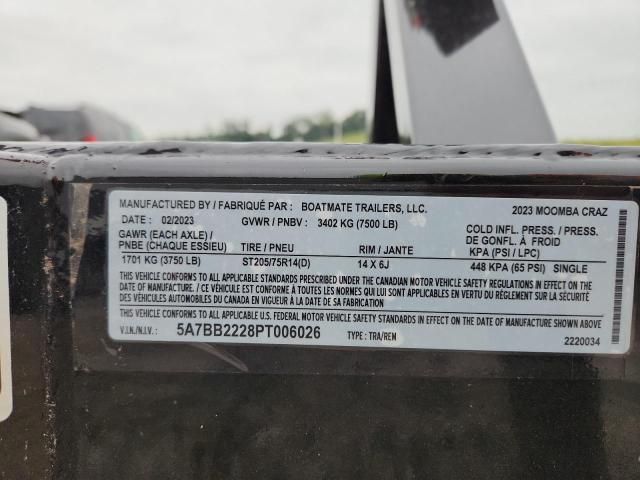 MANUFACTURED BY / FABRIQUÉ PAR : BOATMATE TRAILERS, LLC. 2023 MOOMBA CRAZ
DATE : 02/2023 GVWR / PNBV : 3402 KG (7500 LB)
GAWR (EACH AXLE) / PNBE (CHAQUE ESSIEU) TIRE / PNEU RIM / JANTE COLD INFL. PRESS. / PRESS. DE GONFL. À FROID KPA (PSI / LPC)
1701 KG (3750 LB) ST205/75R14(D) 14 X 6J 448 KPA (65 PSI) SINGLE
THIS VEHICLE CONFORMS TO ALL APPLICABLE STANDARDS PRESCRIBED UNDER THE CANADIAN MOTOR VEHICLE SAFETY
REGULATIONS IN EFFECT ON THE DATE OF MANUFACTURE / CE VÉHICULE EST CONFORME À TOUTES LES NORMES QUI LUI SONT APPLICABLES EN VERTU DU RÈGLEMENT SUR LA SÉCURITÉ DES
VÉHICULES AUTOMOBILES DU CANADA EN VIGUEUR À LA DATE DE SA FABRICATION
THIS VEHICLE CONFORMS TO ALL APPLICABLE U.S. FEDERAL MOTOR VEHICLE SAFETY STANDARDS IN EFFECT ON THE DATE OF MANUFACTURE SHOWN ABOVE
V.I.N./N.I.V.: 5A7BB2228PT006026 TYPE : TRA/REM 2220034